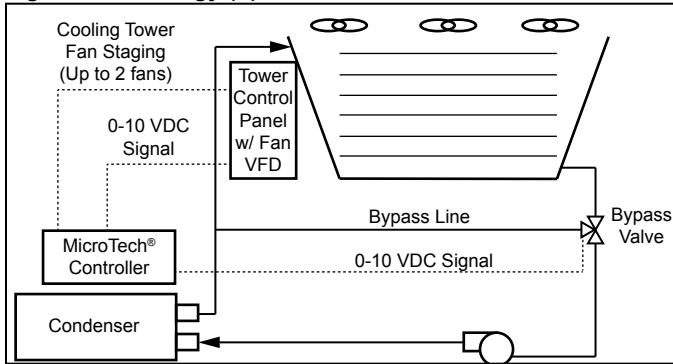 Cooling Tower
Fan Staging
(Up to 2 fans)
Tower
Control
Panel
w/ Fan
VFD
0-10 VDC
Signal
Bypass Line
Bypass
Valve
MicroTech®
Controller
0-10 VDC Signal
Condenser